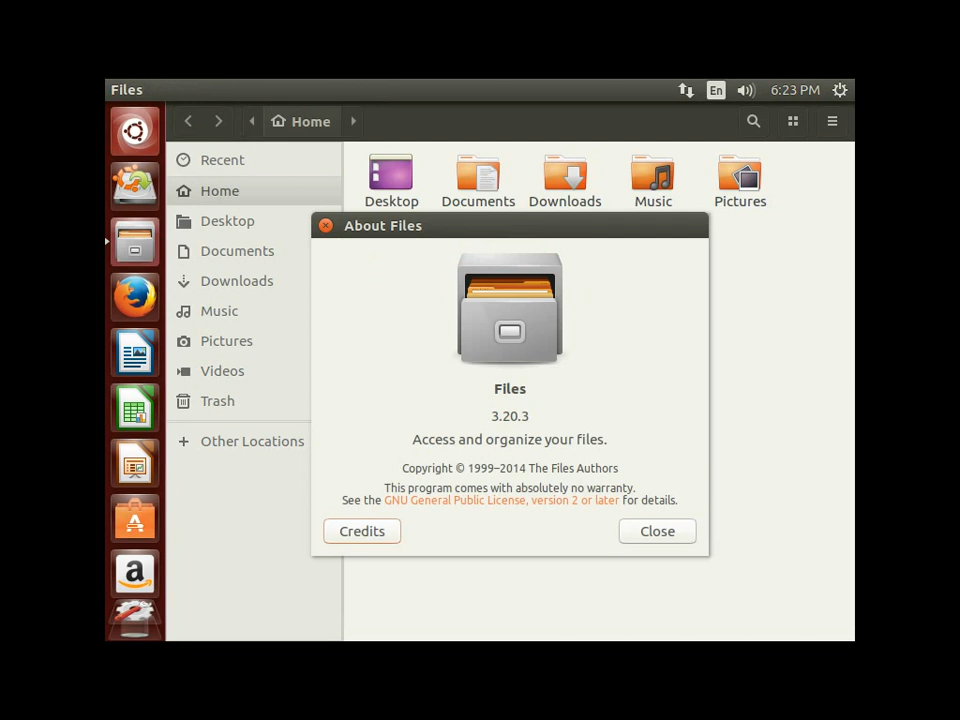 Files
En
6:23 PM
Home
Recent
Home
Desktop
Documents
Downloads
Music
Pictures
Videos
Trash
Other Locations
Desktop
Documents
Downloads
Music
Pictures
About Files
Files
3.20.3
Access and organize your files.
Copyright © 1999–2014 The Files Authors
This program comes with absolutely no warranty.
See the GNU General Public License, version 2 or later for details.
Credits
Close